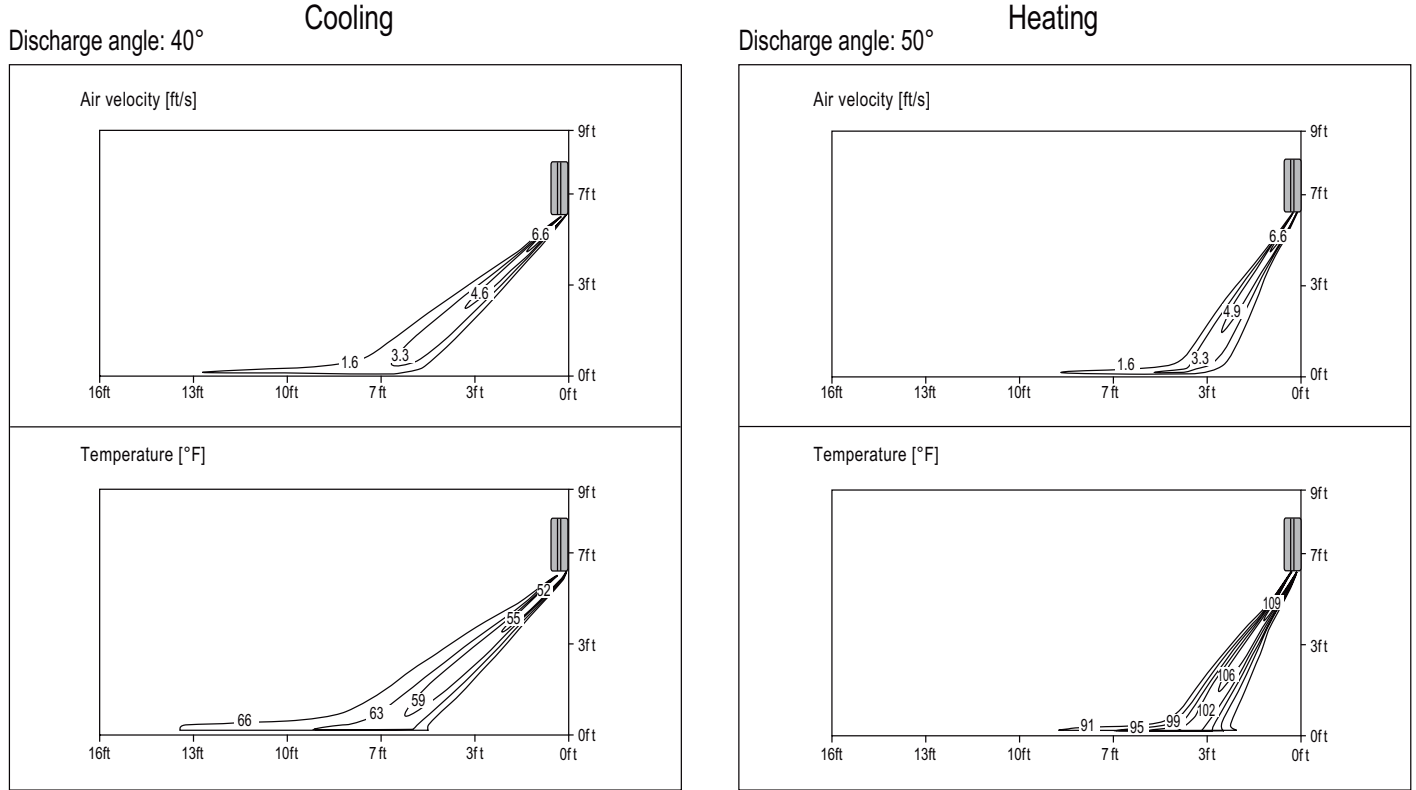 Cooling
Discharge angle: 40°
Air velocity [ft/s]
9ft
7ft
6.6
3ft
4.6
3.3
1.6
0ft
16ft 13ft 10ft 7ft 3ft 0ft
Temperature [°F]
9ft
7ft
52
55
3ft
59
63
66
0ft
16ft 13ft 10ft 7ft 3ft 0ft
Heating
Discharge angle: 50°
Air velocity [ft/s]
9ft
7ft
6.6
3ft
4.9
3.3
1.6
0ft
16ft 13ft 10ft 7ft 3ft 0ft
Temperature [°F]
9ft
7ft
109
3ft
106
102
99
95
91
0ft
16ft 13ft 10ft 7ft 3ft 0ft